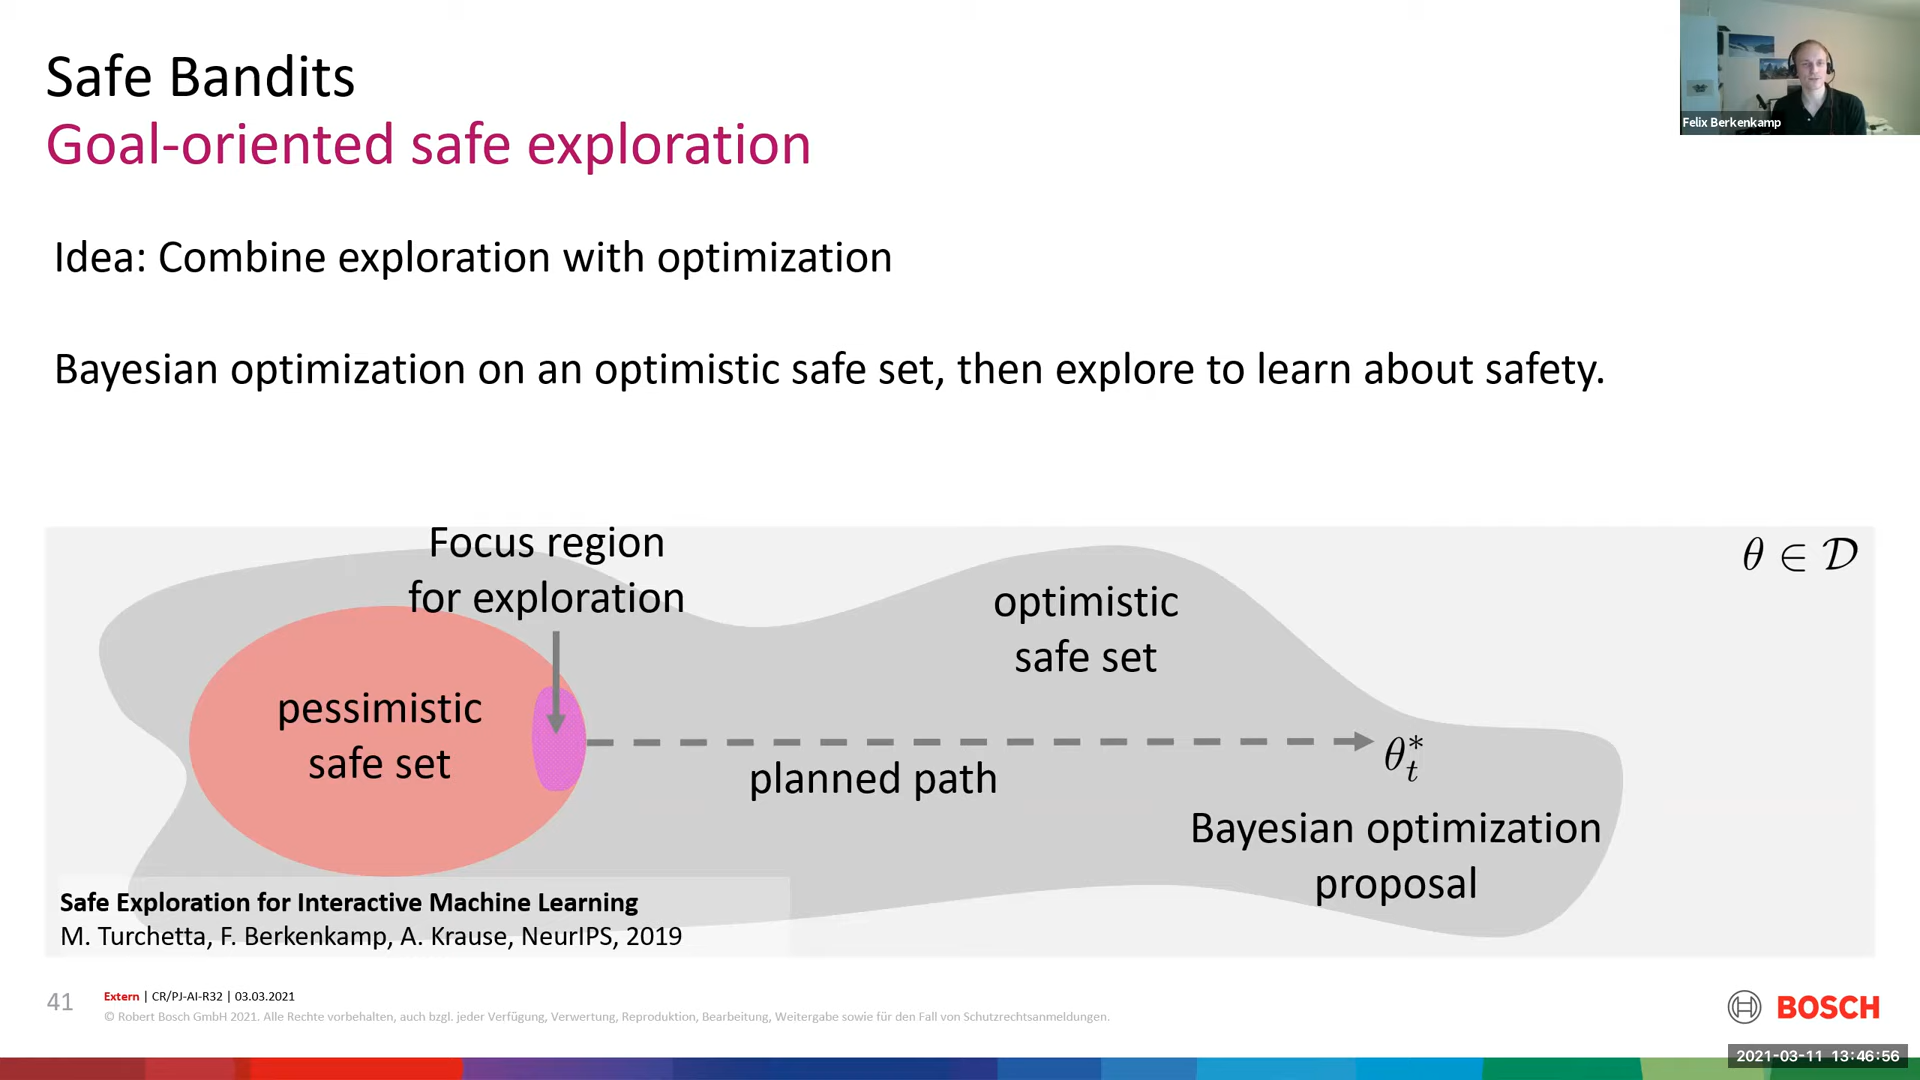 Safe Bandits
Goal-oriented safe exploration
Felix Berkenkamp
Idea: Combine exploration with optimization
Bayesian optimization on an optimistic safe set, then explore to learn about safety.
Focus region
for exploration
θ ∈ 𝒟
optimistic
safe set
pessimistic
safe set
planned path
θ*ₜ
Bayesian optimization
proposal
Safe Exploration for Interactive Machine Learning
M. Turchetta, F. Berkenkamp, A. Krause, NeurIPS, 2019
41
Extern | CR/PJ-AI-R32 | 03.03.2021
© Robert Bosch GmbH 2021. Alle Rechte vorbehalten, auch bzgl. jeder Verfügung, Verwertung, Reproduktion, Bearbeitung, Weitergabe sowie für den Fall von Schutzrechtsanmeldungen.
BOSCH
2021-03-11 13:46:56